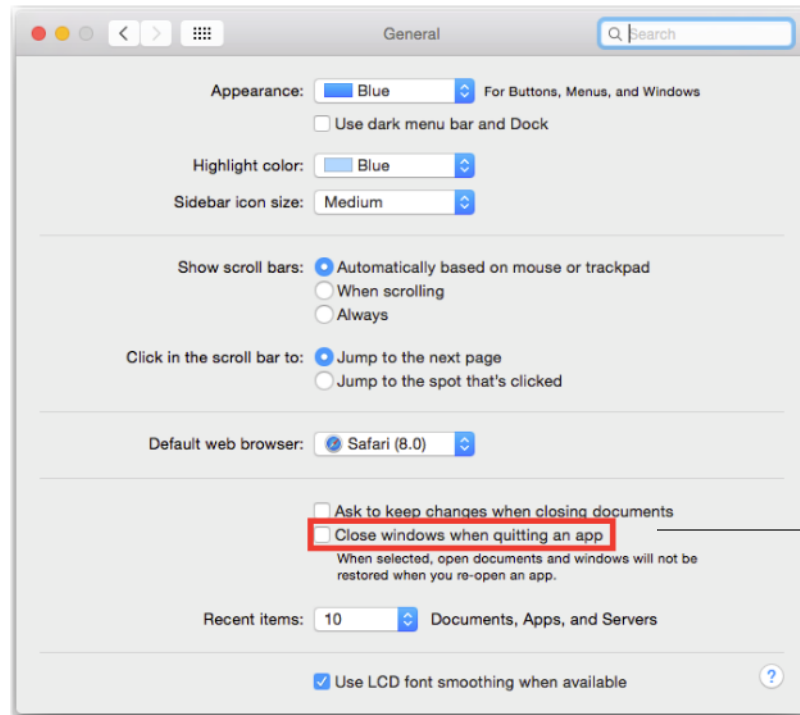 General
Search
Appearance: Blue For Buttons, Menus, and Windows
Use dark menu bar and Dock
Highlight color: Blue
Sidebar icon size: Medium
Show scroll bars: Automatically based on mouse or trackpad
When scrolling
Always
Click in the scroll bar to: Jump to the next page
Jump to the spot that's clicked
Default web browser: Safari (8.0)
Ask to keep changes when closing documents
Close windows when quitting an app
When selected, open documents and windows will not be
restored when you re-open an app.
Recent items: 10 Documents, Apps, and Servers
Use LCD font smoothing when available
?